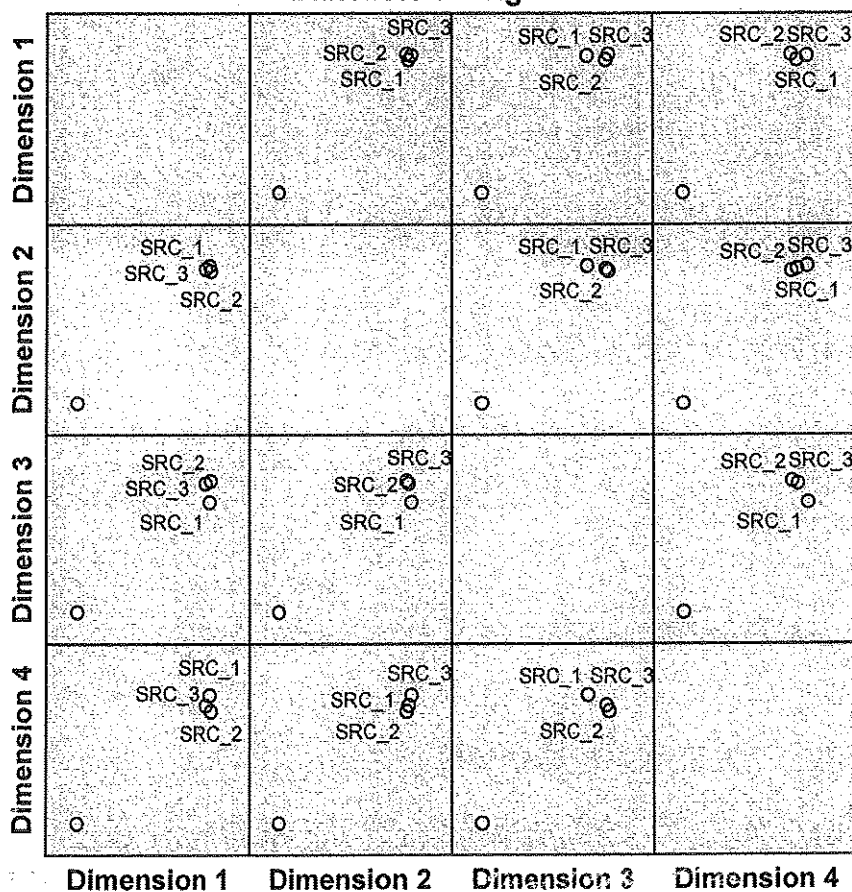 Dimension 1
SRC_3
SRC_2
SRC_1
SRC_1 SRC_3
SRC_2
SRC_2 SRC_3
SRC_1
Dimension 2
SRC_1
SRC_3
SRC_2
SRC_1 SRC_3
SRC_2
SRC_2 SRC_3
SRC_1
Dimension 3
SRC_2
SRC_3
SRC_1
SRC_3
SRC_2
SRC_1
SRC_2 SRC_3
SRC_1
Dimension 4
SRC_1
SRC_3
SRC_2
SRC_3
SRC_1
SRC_2
SRC_1 SRC_3
SRC_2
Dimension 1 Dimension 2 Dimension 3 Dimension 4